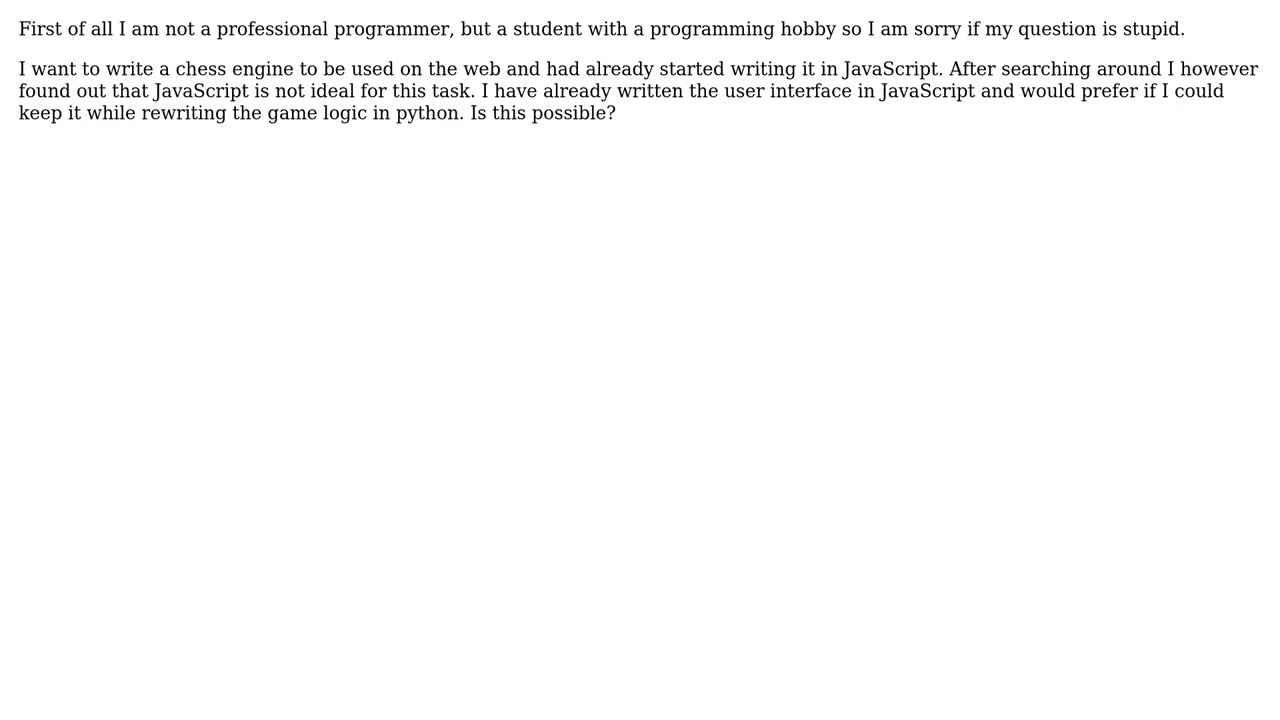 First of all I am not a professional programmer, but a student with a programming hobby so I am sorry if my question is stupid.
I want to write a chess engine to be used on the web and had already started writing it in JavaScript. After searching around I however
found out that JavaScript is not ideal for this task. I have already written the user interface in JavaScript and would prefer if I could
keep it while rewriting the game logic in python. Is this possible?